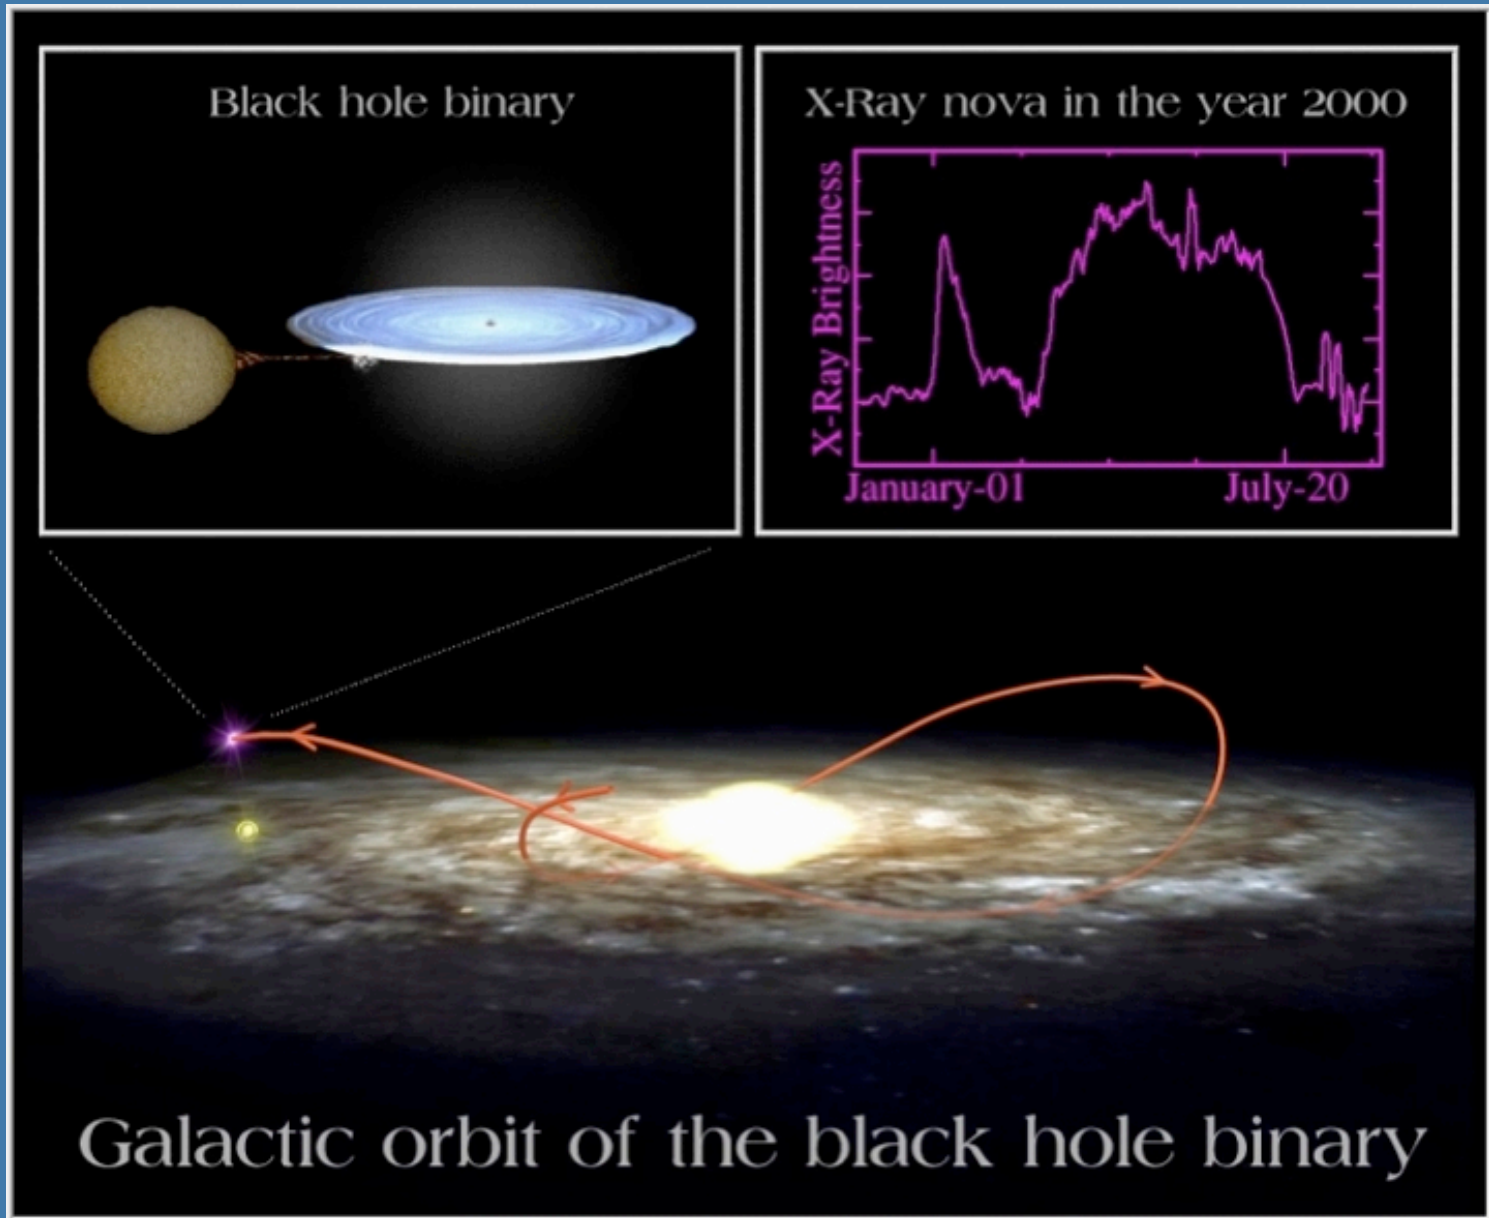 Black hole binary
X-Ray nova in the year 2000
X-Ray Brightness
January-01
July-20
Galactic orbit of the black hole binary